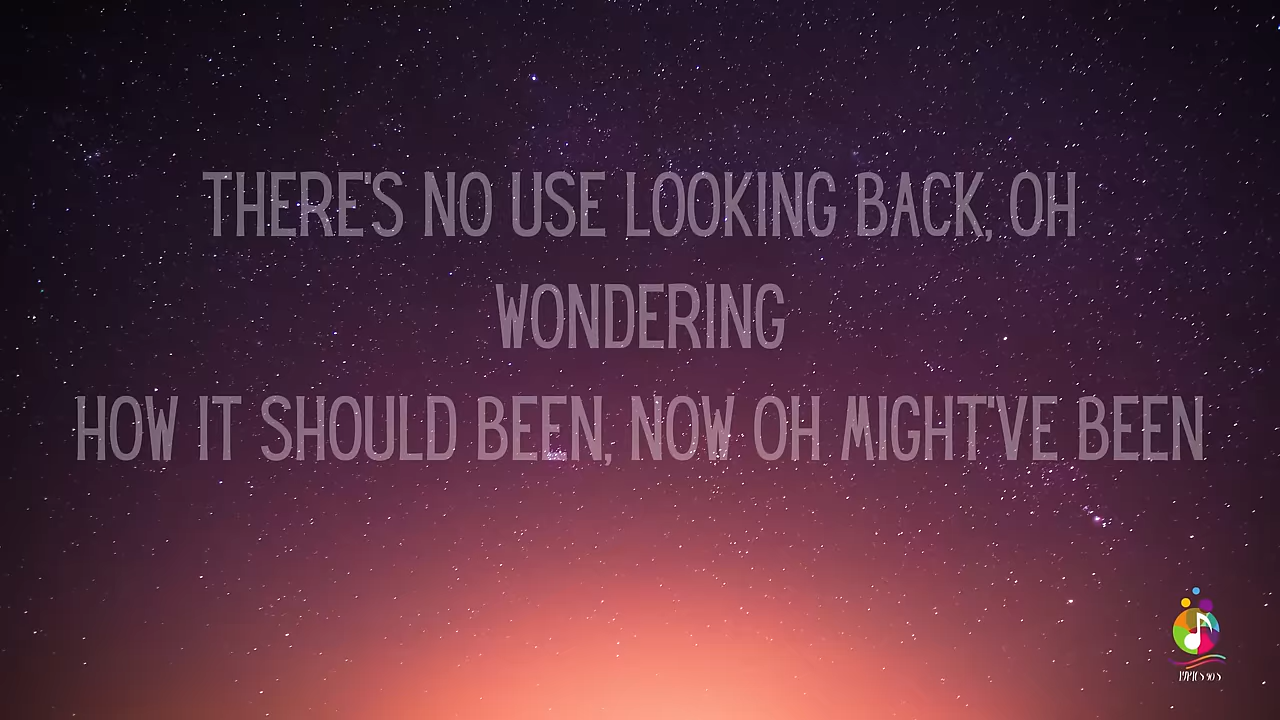 THERE'S NO USE LOOKING BACK, OH
WONDERING
HOW IT SHOULD BEEN, NOW OH MIGHT'VE BEEN